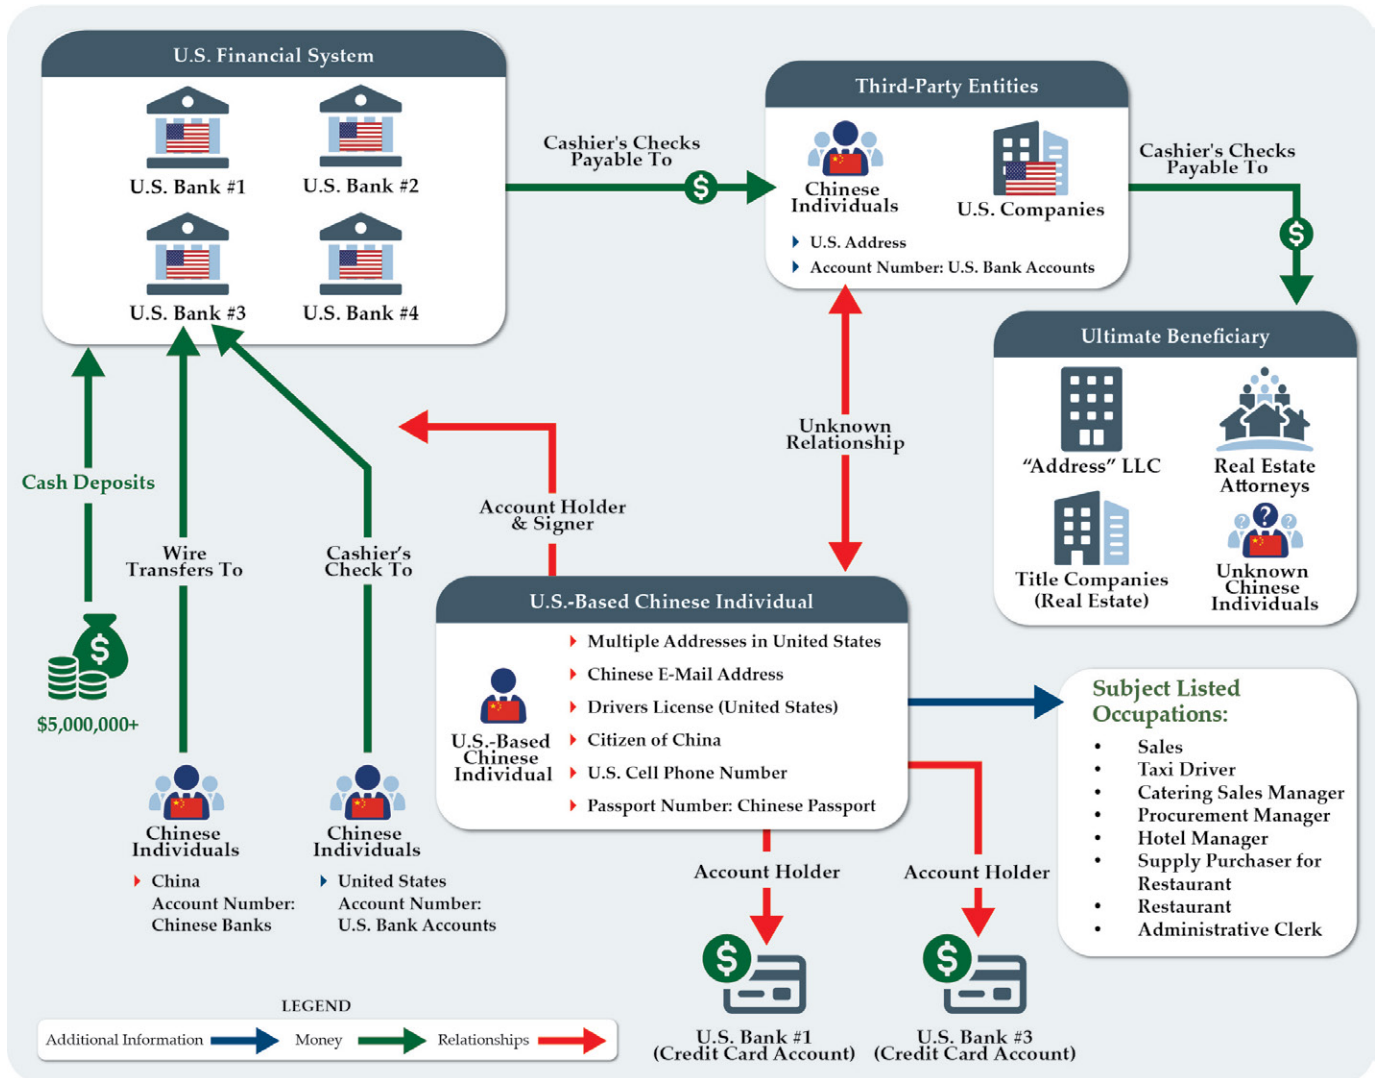 U.S. Financial System
U.S. Bank #1
U.S. Bank #2
U.S. Bank #3
U.S. Bank #4
Cashier's Checks
Payable To
$
Third-Party Entities
Chinese
Individuals
U.S. Companies
U.S. Address
Account Number: U.S. Bank Accounts
Cashier's Checks
Payable To
$
Ultimate Beneficiary
“Address” LLC
Real Estate
Attorneys
Title Companies
(Real Estate)
? ? ?
Unknown
Chinese
Individuals
Unknown
Relationship
Account Holder
& Signer
Cash Deposits
$
$5,000,000+
Wire
Transfers To
Cashier’s
Check To
Chinese
Individuals
China
Account Number:
Chinese Banks
Chinese
Individuals
United States
Account Number:
U.S. Bank Accounts
U.S.-Based Chinese Individual
U.S.-Based
Chinese
Individual
Multiple Addresses in United States
Chinese E-Mail Address
Drivers License (United States)
Citizen of China
U.S. Cell Phone Number
Passport Number: Chinese Passport
Subject Listed
Occupations:
• Sales
• Taxi Driver
• Catering Sales Manager
• Procurement Manager
• Hotel Manager
• Supply Purchaser for
Restaurant
• Restaurant
• Administrative Clerk
Account Holder
Account Holder
$
U.S. Bank #1
(Credit Card Account)
$
U.S. Bank #3
(Credit Card Account)
LEGEND
Additional Information
Money
Relationships